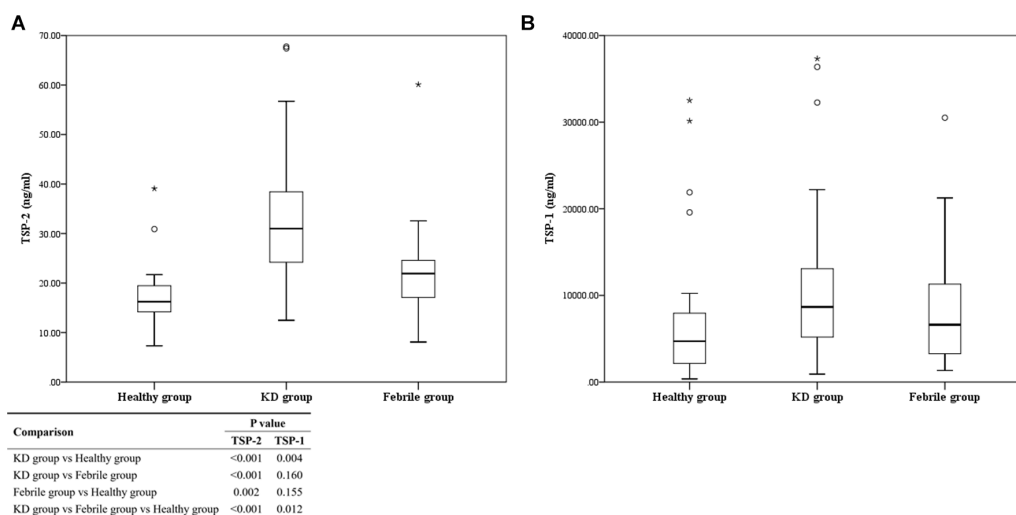 A
B
70.00
60.00
50.00
40.00
30.00
20.00
10.00
.00
TSP-2 (ng/ml)
Healthy group KD group Febrile group
40000.00
30000.00
20000.00
10000.00
.00
TSP-1 (ng/ml)
Healthy group KD group Febrile group
Comparison P value
TSP-2 TSP-1
KD group vs Healthy group <0.001 0.004
KD group vs Febrile group <0.001 0.160
Febrile group vs Healthy group 0.002 0.155
KD group vs Febrile group vs Healthy group <0.001 0.012